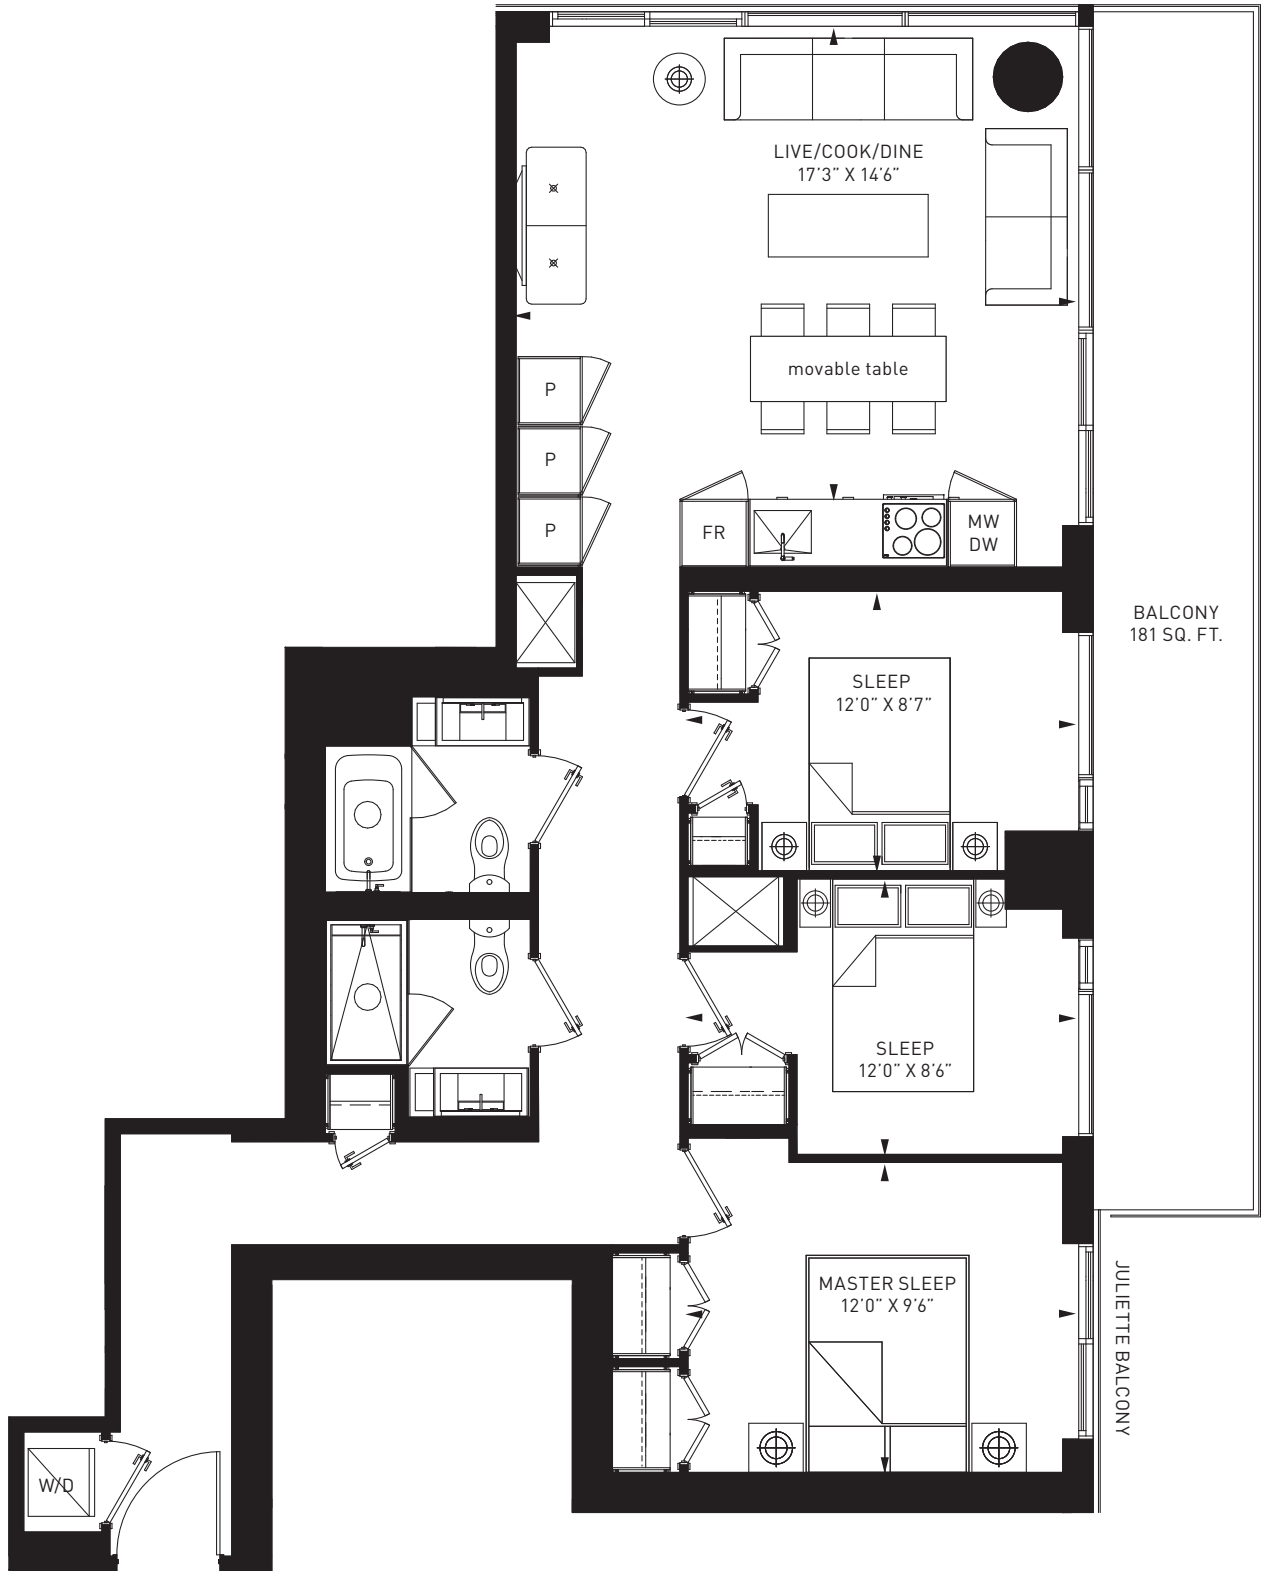 LIVE/COOK/DINE
17'3” X 14'6”
movable table
P
P
P
FR
MW
DW
BALCONY
181 SQ. FT.
SLEEP
12'0” X 8'7”
SLEEP
12'0” X 8'6”
MASTER SLEEP
12'0” X 9'6”
JULIETTE BALCONY
W/D